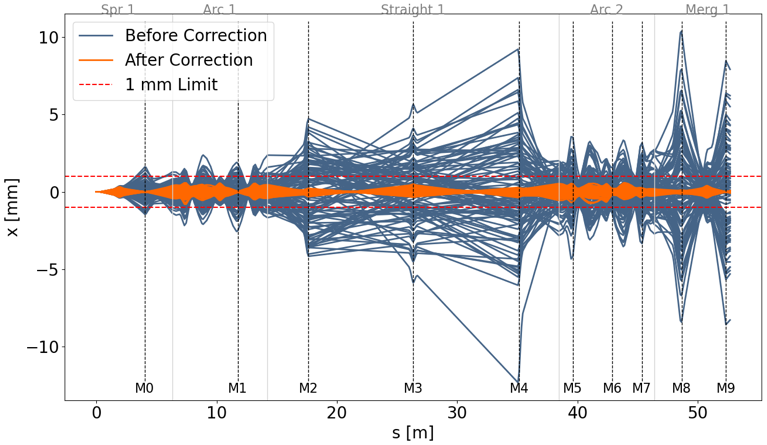 Spr 1 Arc 1 Straight 1 Arc 2 Merg 1
Before Correction
After Correction
1 mm Limit
10
5
0
−5
−10
x [mm]
M0 M1 M2 M3 M4 M5 M6 M7 M8 M9
0 10 20 30 40 50
s [m]